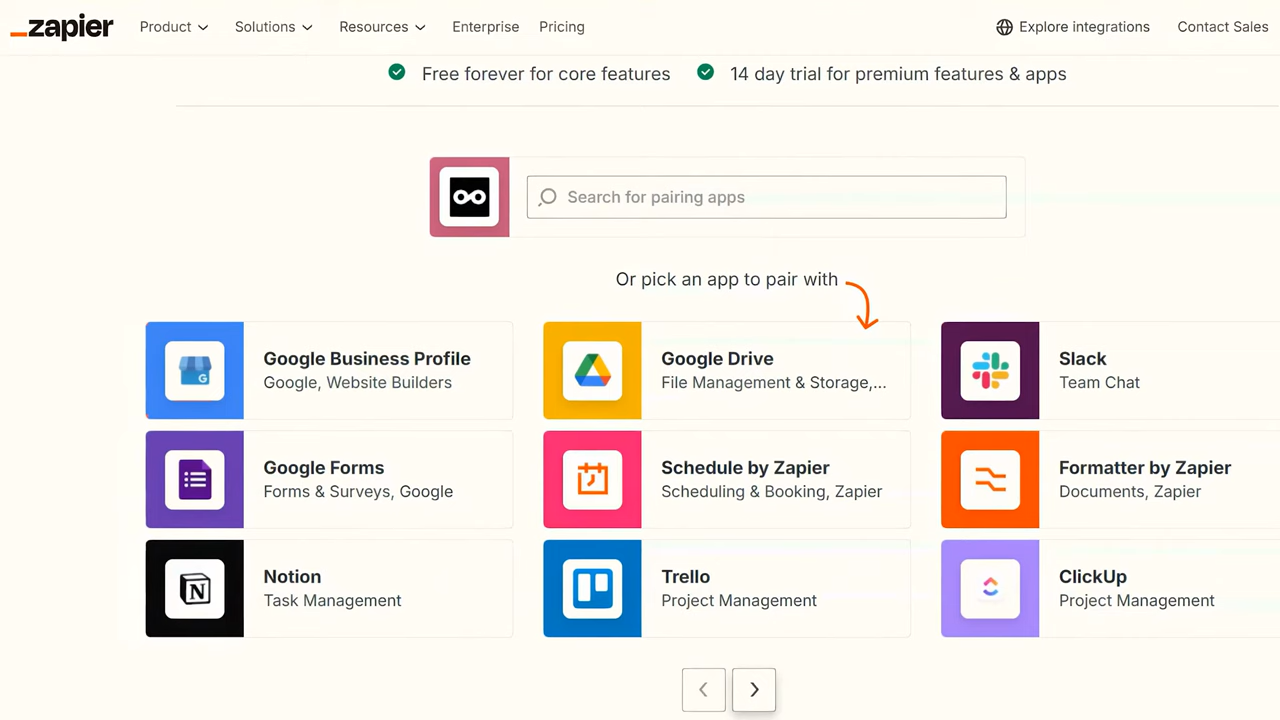 _zapier
Product
Solutions
Resources
Enterprise
Pricing
Explore integrations
Contact Sales
Free forever for core features
14 day trial for premium features & apps
Search for pairing apps
Or pick an app to pair with
Google Business Profile
Google, Website Builders
Google Drive
File Management & Storage,...
Slack
Team Chat
Google Forms
Forms & Surveys, Google
Schedule by Zapier
Scheduling & Booking, Zapier
Formatter by Zapier
Documents, Zapier
Notion
Task Management
Trello
Project Management
ClickUp
Project Management